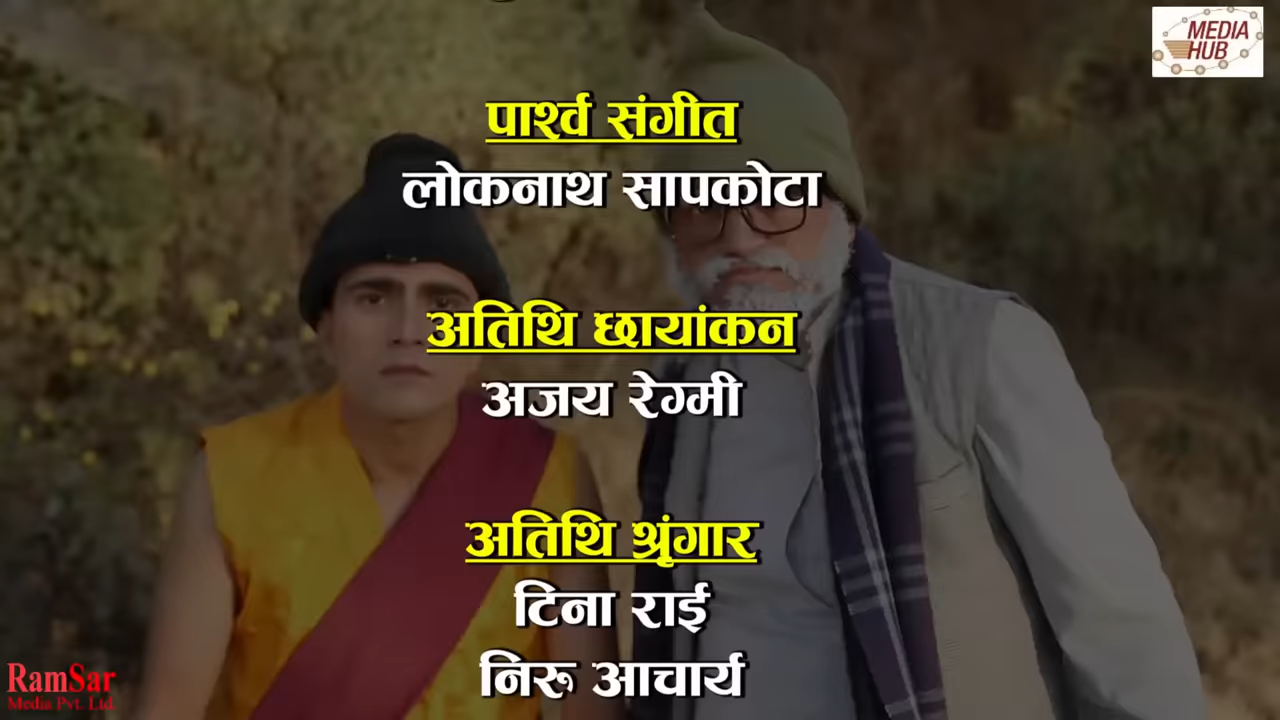 MEDIA
HUB
पार्श्व संगीत
लोकनाथ सापकोटा
अतिथि छायांकन
अजय रेग्मी
अतिथि श्रृंगार
टिना राई
निरू आचार्य
RamSar
Media Pvt. Ltd.